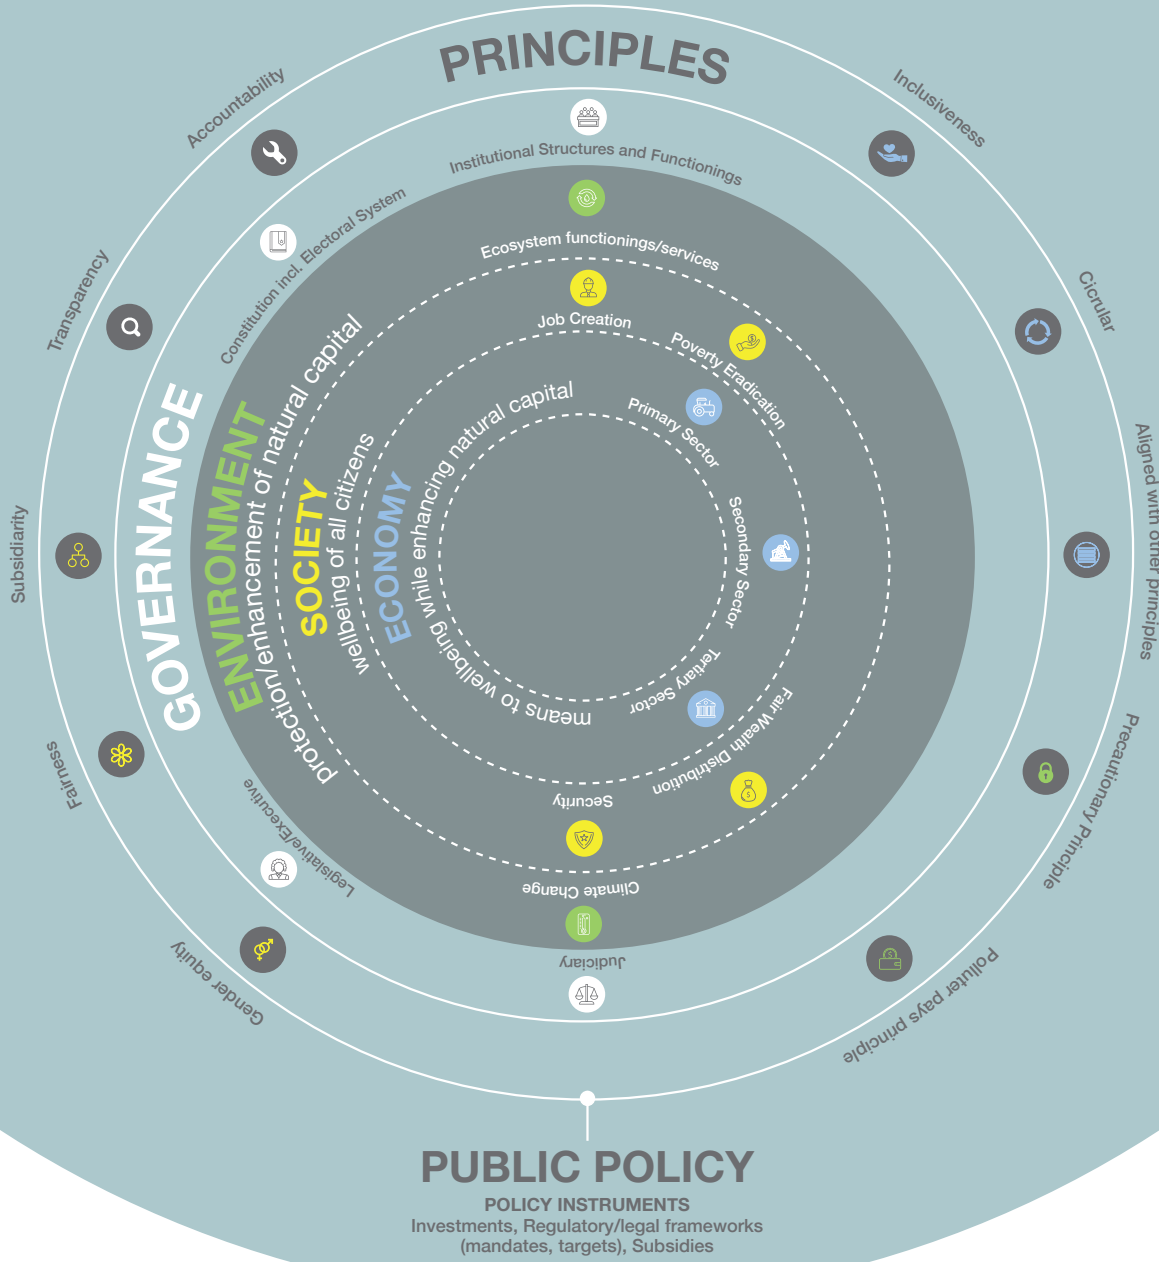 PRINCIPLES
Accountability
Inclusiveness
Transparency
Cicrular
Subsidiarity
Aligned with other principles
Fairness
Precautionary Principle
Gender equity
Polluter pays principle
GOVERNANCE
Institutional Structures and Functionings
Constitution incl. Electoral System
Legislative/Executive
Judiciary
ENVIRONMENT
protection/enhancement of natural capital
Ecosystem functionings/services
Climate Change
SOCIETY
wellbeing of all citizens
Job Creation
Poverty Eradication
Fair Wealth Distribution
Security
ECONOMY
means to wellbeing while enhancing natural capital
Primary Sector
Secondary Sector
Tertiary Sector
PUBLIC POLICY
POLICY INSTRUMENTS
Investments, Regulatory/legal frameworks
(mandates, targets), Subsidies